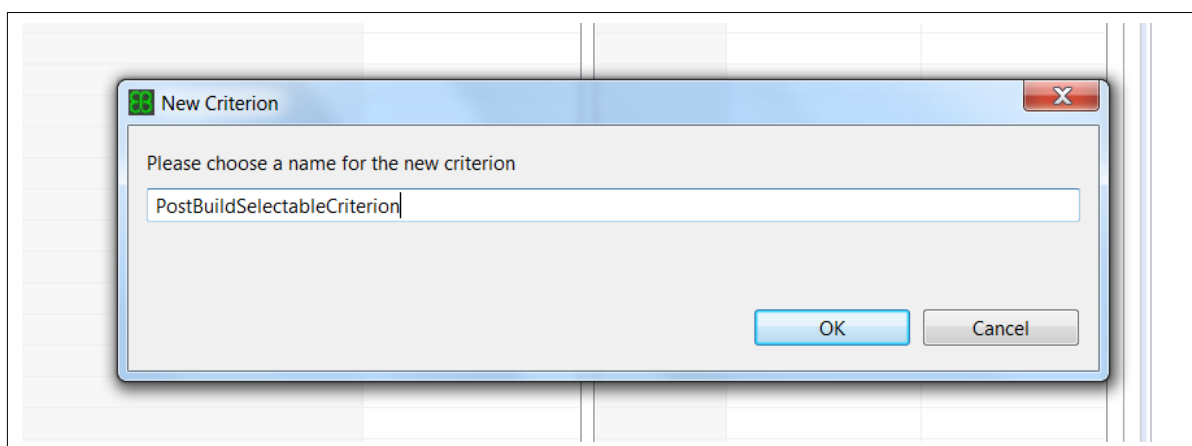 New Criterion
Please choose a name for the new criterion
PostBuildSelectableCriterion
OK Cancel